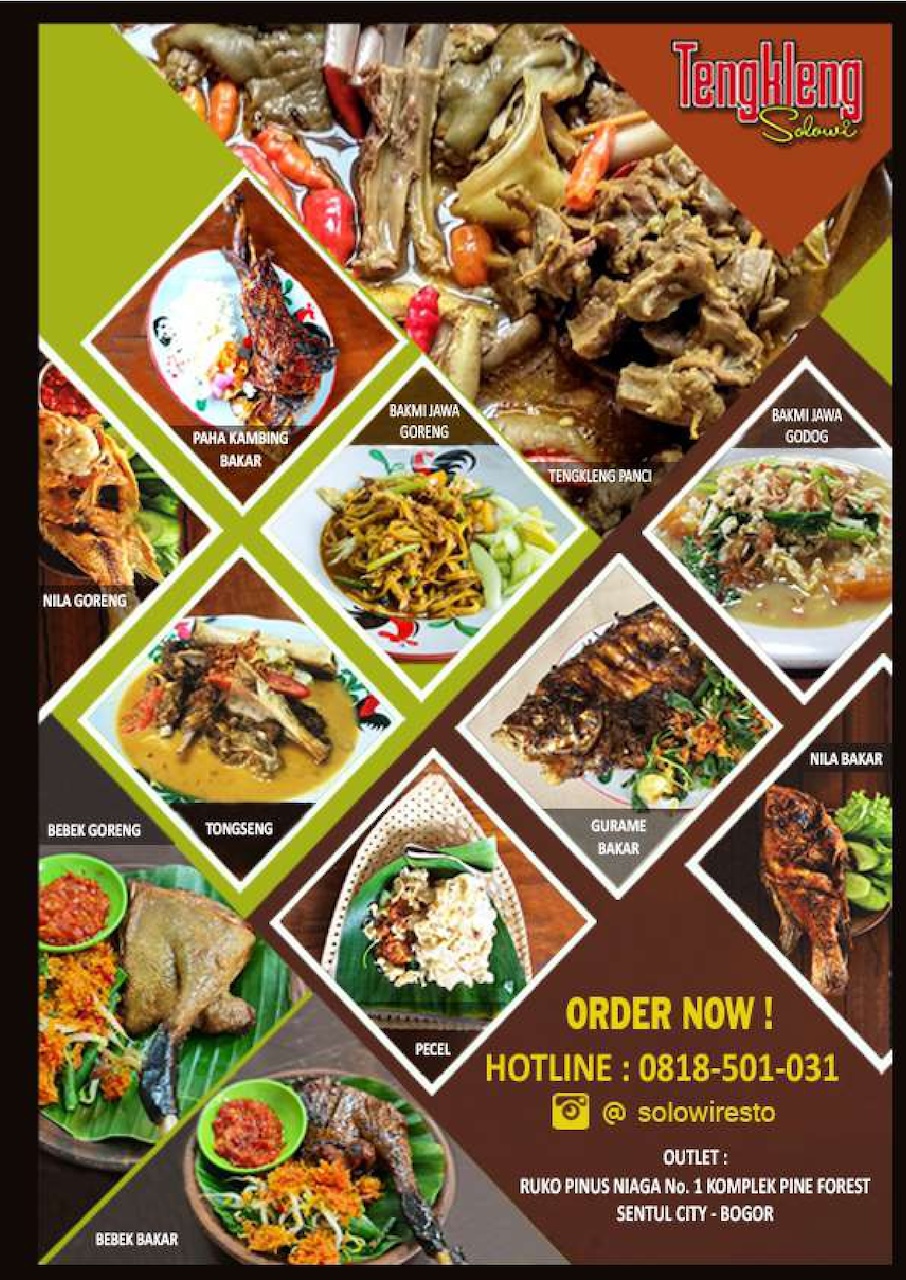 Tengkleng
Solowi
PAHA KAMBING
BAKAR
BAKMI JAWA
GORENG
TENGKLENG PANCI
BAKMI JAWA
GODOG
NILA GORENG
TONGSENG
GURAME
BAKAR
NILA BAKAR
BEBEK GORENG
PECEL
BEBEK BAKAR
ORDER NOW !
HOTLINE : 0818-501-031
@ solowiresto
OUTLET :
RUKO PINUS NIAGA No. 1 KOMPLEK PINE FOREST
SENTUL CITY - BOGOR